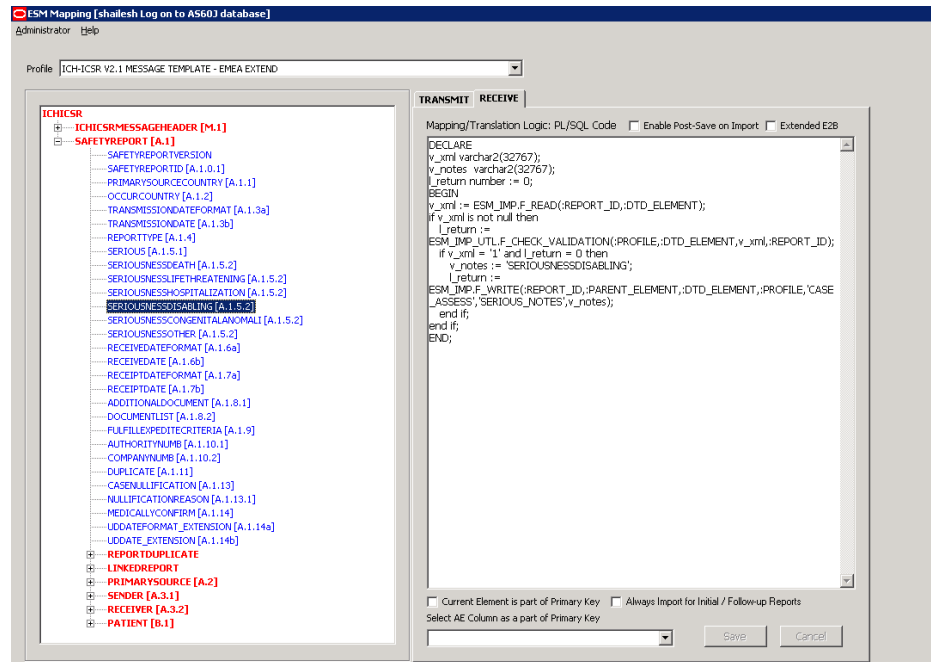 ESM Mapping [shailesh Log on to AS60J database]
Administrator Help
Profile ICH-ICSR V2.1 MESSAGE TEMPLATE - EMEA EXTEND
ICHICSR
ICHICSRMESSAGEHEADER [M.1]
SAFETYREPORT [A.1]
SAFETYREPORTVERSION
SAFETYREPORTID [A.1.0.1]
PRIMARYSOURCECOUNTRY [A.1.1]
OCCURCOUNTRY [A.1.2]
TRANSMISSIONDATEFORMAT [A.1.3a]
TRANSMISSIONDATE [A.1.3b]
REPORTTYPE [A.1.4]
SERIOUS [A.1.5.1]
SERIOUSNESSDEATH [A.1.5.2]
SERIOUSNESSLIFETHREATENING [A.1.5.2]
SERIOUSNESSHOSPITALIZATION [A.1.5.2]
SERIOUSNESSDISABLING [A.1.5.2]
SERIOUSNESSCONGENITALANOMALI [A.1.5.2]
SERIOUSNESSOTHER [A.1.5.2]
RECEIVEDATEFORMAT [A.1.6a]
RECEIVEDATE [A.1.6b]
RECEIPTDATEFORMAT [A.1.7a]
RECEIPTDATE [A.1.7b]
ADDITIONALDOCUMENT [A.1.8.1]
DOCUMENTLIST [A.1.8.2]
FULFILLEXPEDITECRITERIA [A.1.9]
AUTHORITYNUMB [A.1.10.1]
COMPANYNUMB [A.1.10.2]
DUPLICATE [A.1.11]
CASENULLIFICATION [A.1.13]
NULLIFICATIONREASON [A.1.13.1]
MEDICALLYCONFIRM [A.1.14]
UDDATEFORMAT_EXTENSION [A.1.14a]
UDDATE_EXTENSION [A.1.14b]
REPORTDUPLICATE
LINKEDREPORT
PRIMARYSOURCE [A.2]
SENDER [A.3.1]
RECEIVER [A.3.2]
PATIENT [B.1]
TRANSMIT RECEIVE
Mapping/Translation Logic: PL/SQL Code Enable Post-Save on Import Extended E2B
DECLARE
v_xml varchar2(32767);
v_notes varchar2(32767);
l_return number := 0;
BEGIN
v_xml := ESM_IMP.F_READ(:REPORT_ID,:DTD_ELEMENT);
if v_xml is not null then
l_return :=
ESM_IMP_UTL.F_CHECK_VALIDATION(:PROFILE,:DTD_ELEMENT,v_xml,:REPORT_ID);
if v_xml = '1' and l_return = 0 then
v_notes := 'SERIOUSNESSDISABLING';
l_return :=
ESM_IMP.F_WRITE(:REPORT_ID,:PARENT_ELEMENT,:DTD_ELEMENT,:PROFILE,'CASE
_ASSESS','SERIOUS_NOTES',v_notes);
end if;
end if;
END;
Current Element is part of Primary Key Always Import for Initial / Follow-up Reports
Select AE Column as a part of Primary Key
Save Cancel